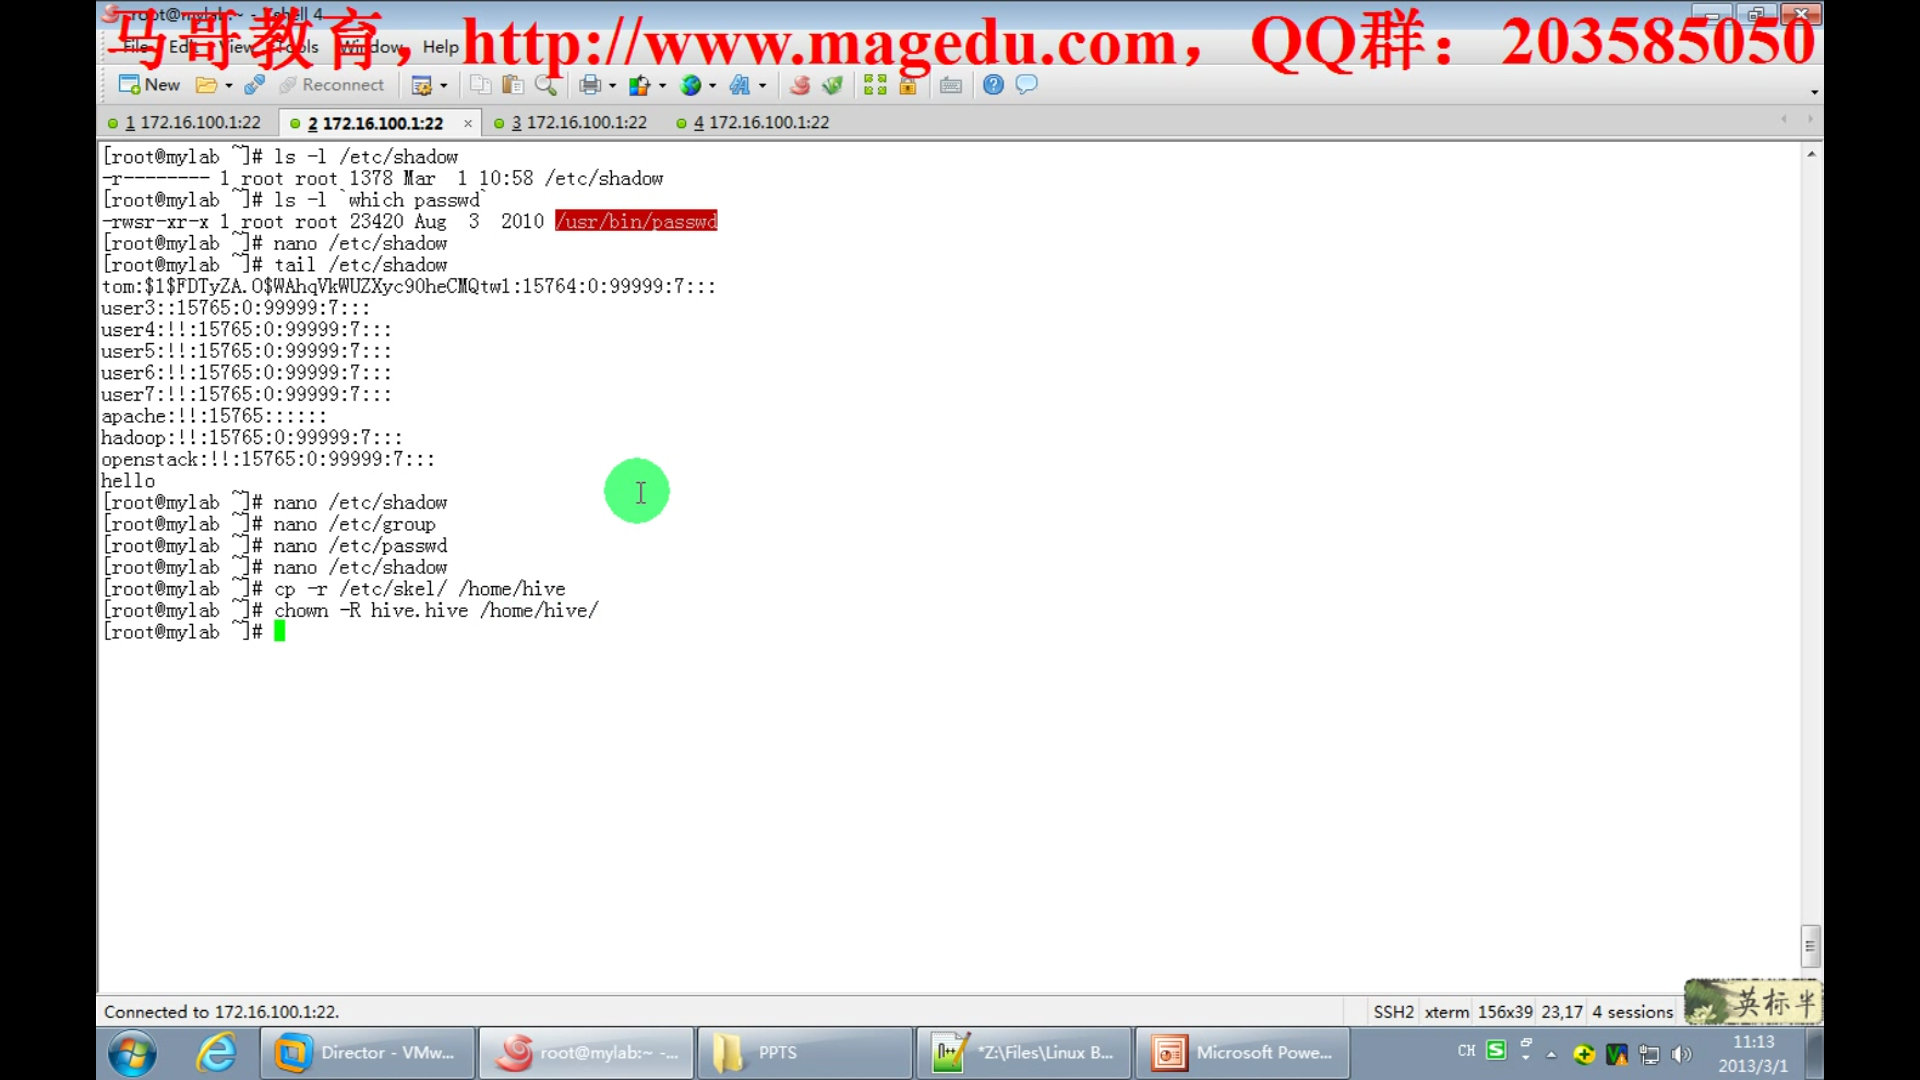 root@mylab:~ - Xshell 4
马哥教育，http://www.magedu.com，QQ群：203585050
File Edit View Tools Window Help
New Reconnect
1 172.16.100.1:22 2 172.16.100.1:22 3 172.16.100.1:22 4 172.16.100.1:22
[root@mylab ~]# ls -l /etc/shadow
-r-------- 1 root root 1378 Mar  1 10:58 /etc/shadow
[root@mylab ~]# ls -l `which passwd`
-rwsr-xr-x 1 root root 23420 Aug  3  2010 /usr/bin/passwd
[root@mylab ~]# nano /etc/shadow
[root@mylab ~]# tail /etc/shadow
tom:$1$FDTyZA.O$WAhqVkWUZXyc9OheCMQtw1:15764:0:99999:7:::
user3::15765:0:99999:7:::
user4:!!:15765:0:99999:7:::
user5:!!:15765:0:99999:7:::
user6:!!:15765:0:99999:7:::
user7:!!:15765:0:99999:7:::
apache:!!:15765::::::
hadoop:!!:15765:0:99999:7:::
openstack:!!:15765:0:99999:7:::
hello
[root@mylab ~]# nano /etc/shadow
[root@mylab ~]# nano /etc/group
[root@mylab ~]# nano /etc/passwd
[root@mylab ~]# nano /etc/shadow
[root@mylab ~]# cp -r /etc/skel/ /home/hive
[root@mylab ~]# chown -R hive.hive /home/hive/
[root@mylab ~]#
Connected to 172.16.100.1:22. SSH2 xterm 156x39 23,17 4 sessions
英标半
Director - VMw... root@mylab:~ -... PPTS *Z:\Files\Linux B... Microsoft Powe... CH 11:13
2013/3/1